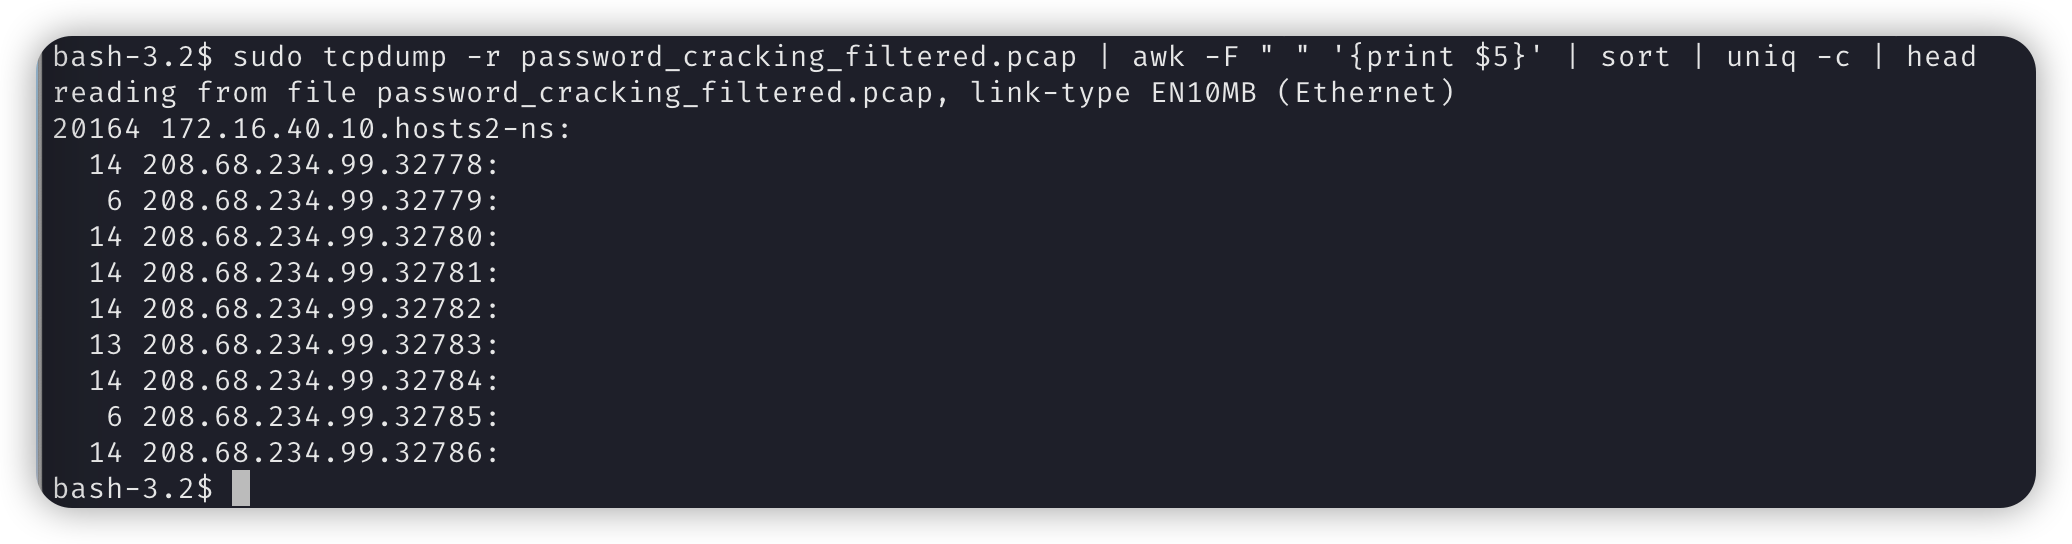 bash-3.2$ sudo tcpdump -r password_cracking_filtered.pcap | awk -F " " '{print $5}' | sort | uniq -c | head
reading from file password_cracking_filtered.pcap, link-type EN10MB (Ethernet)
20164 172.16.40.10.hosts2-ns:
  14 208.68.234.99.32778:
   6 208.68.234.99.32779:
  14 208.68.234.99.32780:
  14 208.68.234.99.32781:
  14 208.68.234.99.32782:
  13 208.68.234.99.32783:
  14 208.68.234.99.32784:
   6 208.68.234.99.32785:
  14 208.68.234.99.32786:
bash-3.2$